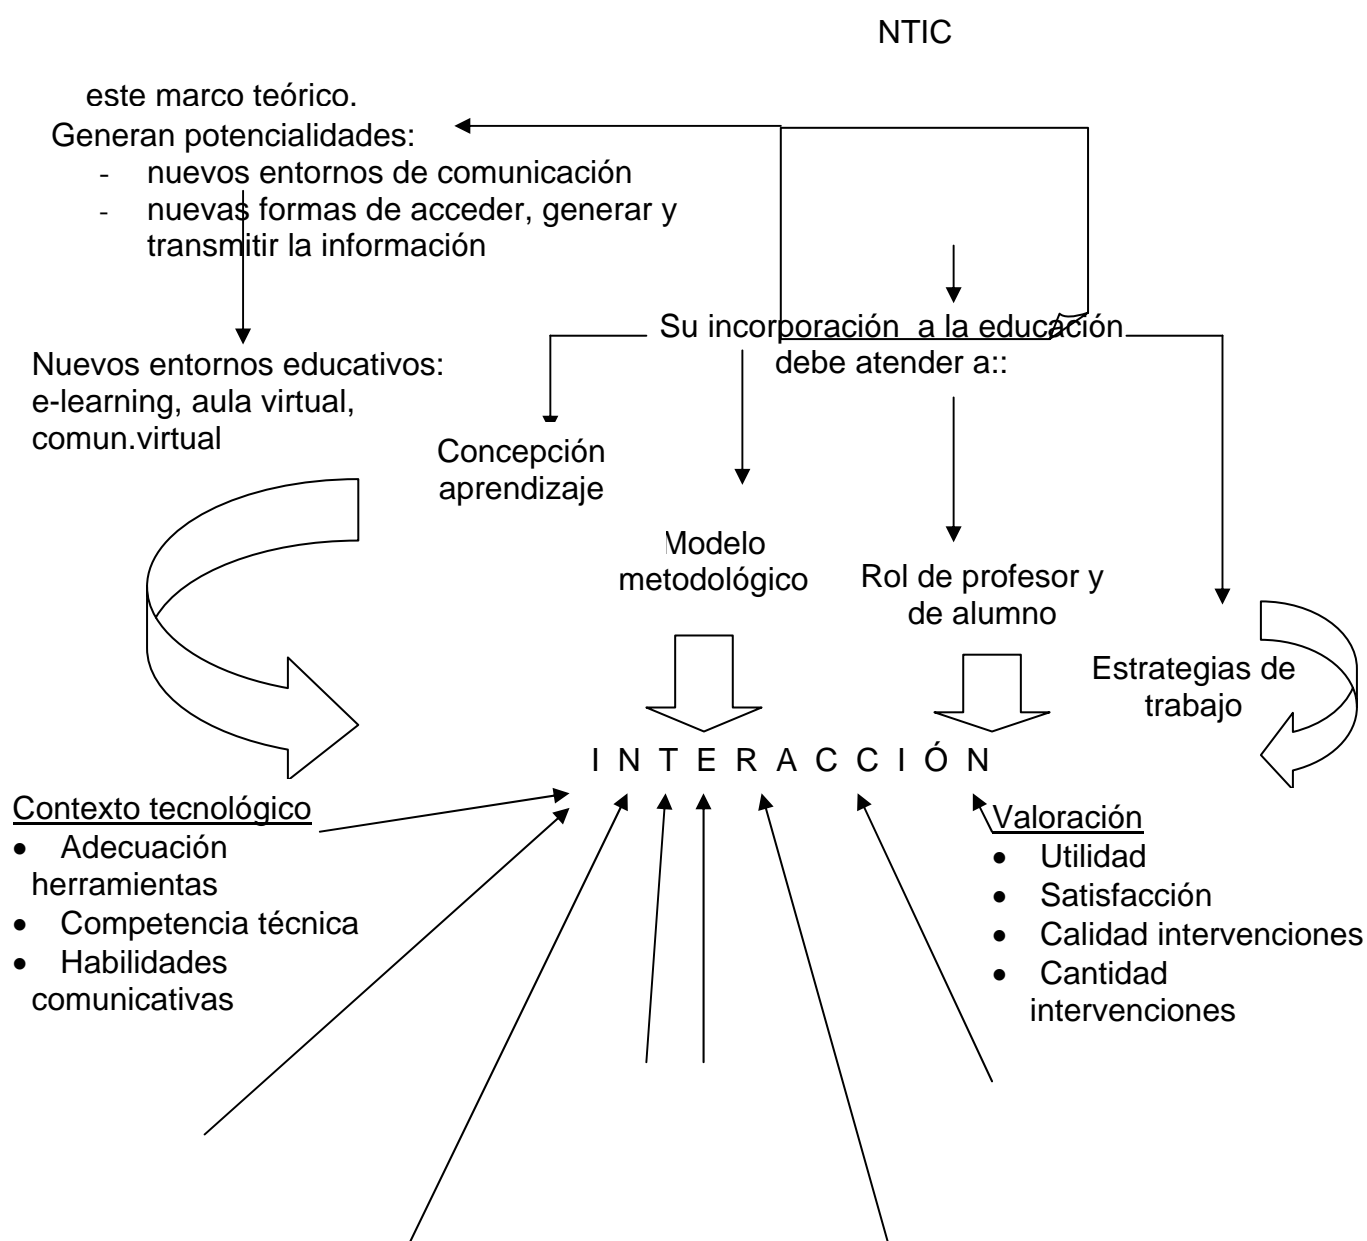 NTIC
este marco teórico.
Generan potencialidades:
- nuevos entornos de comunicación
- nuevas formas de acceder, generar y
transmitir la información
Su incorporación a la educación
debe atender a::
Nuevos entornos educativos:
e-learning, aula virtual,
comun.virtual
Concepción
aprendizaje
Modelo
metodológico
Rol de profesor y
de alumno
Estrategias de
trabajo
I N T E R A C C I Ó N
Contexto tecnológico
• Adecuación
herramientas
• Competencia técnica
• Habilidades
comunicativas
Valoración
• Utilidad
• Satisfacción
• Calidad intervenciones
• Cantidad
intervenciones